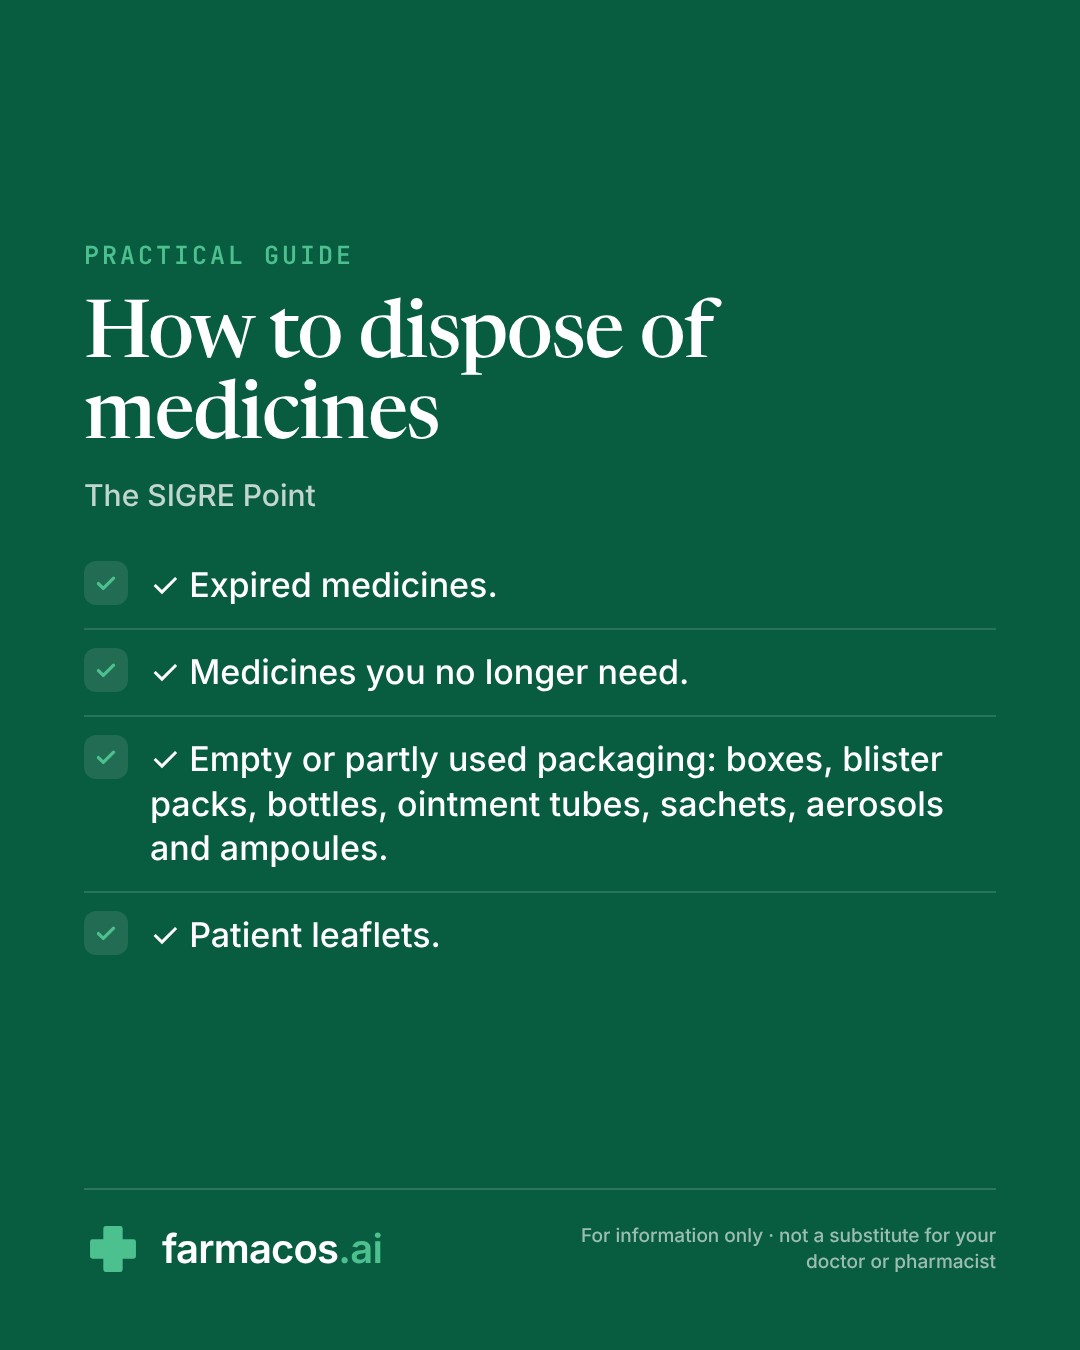 PRACTICAL GUIDE
How to dispose of
medicines
The SIGRE Point
✓ Expired medicines.
✓ Medicines you no longer need.
✓ Empty or partly used packaging: boxes, blister
packs, bottles, ointment tubes, sachets, aerosols
and ampoules.
✓ Patient leaflets.
farmacos.ai
For information only · not a substitute for your
doctor or pharmacist